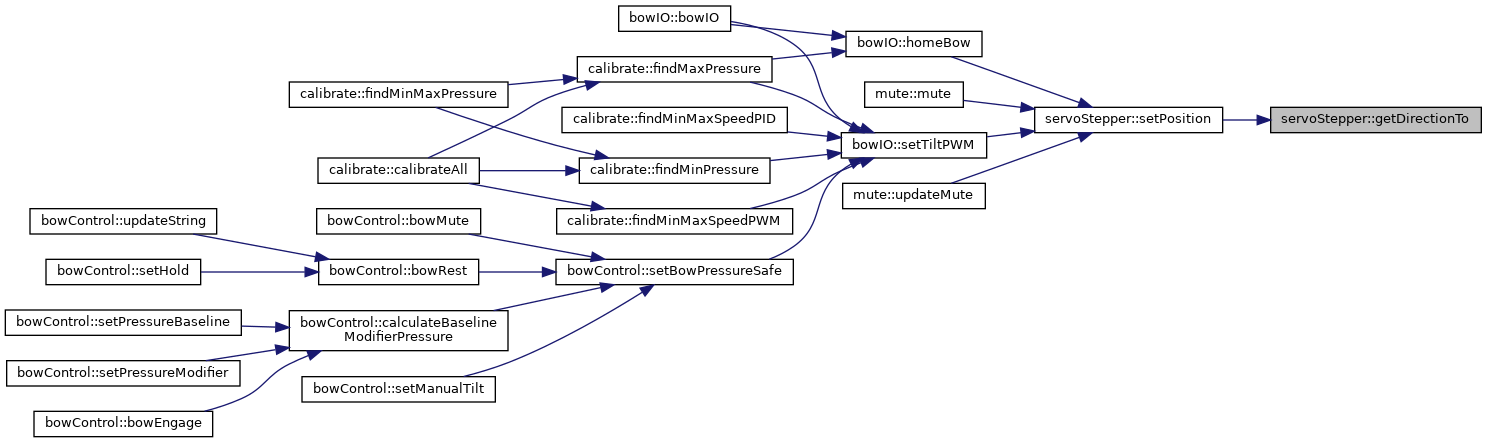 bowIO::bowIO
bowIO::homeBow
calibrate::findMaxPressure
calibrate::findMinMaxPressure
mute::mute
calibrate::findMinMaxSpeedPID
servoStepper::setPosition
servoStepper::getDirectionTo
bowIO::setTiltPWM
calibrate::calibrateAll
calibrate::findMinPressure
mute::updateMute
bowControl::updateString
bowControl::bowMute
calibrate::findMinMaxSpeedPWM
bowControl::setHold
bowControl::bowRest
bowControl::setBowPressureSafe
bowControl::setPressureBaseline
bowControl::calculateBaseline
ModifierPressure
bowControl::setPressureModifier
bowControl::setManualTilt
bowControl::bowEngage